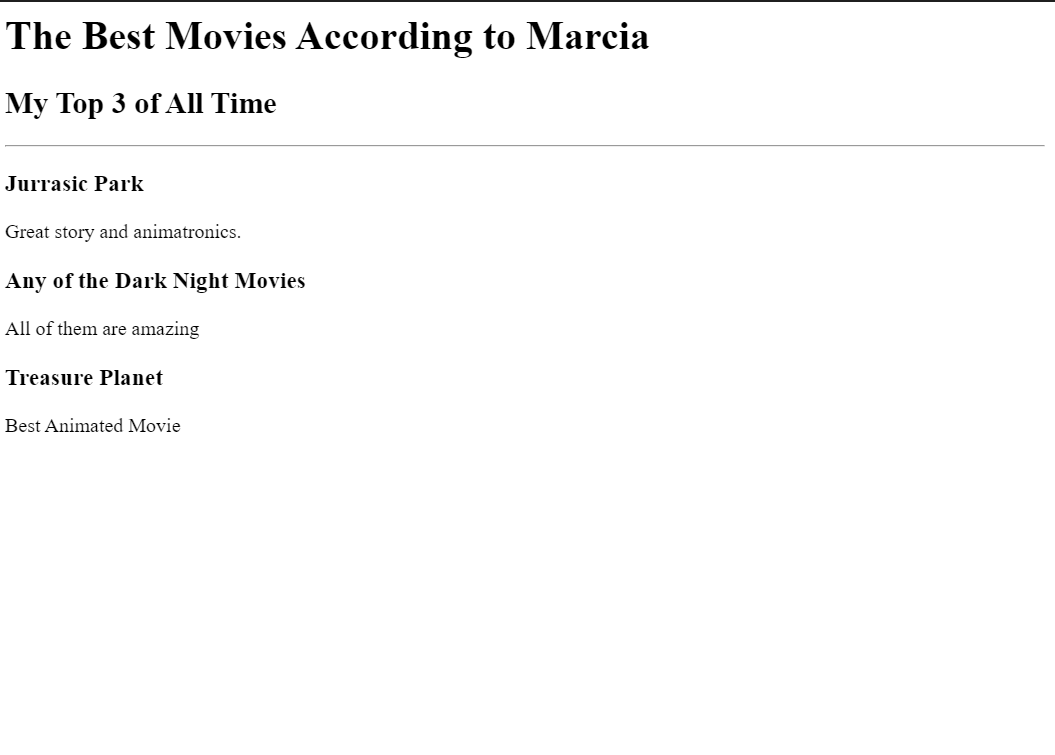 The Best Movies According to Marcia
My Top 3 of All Time
Jurrasic Park
Great story and animatronics.
Any of the Dark Night Movies
All of them are amazing
Treasure Planet
Best Animated Movie